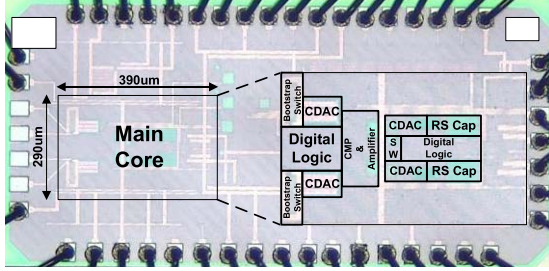 390um
290um
Main
Core
Bootstrap
Switch
CDAC
Digital
Logic
CDAC
Bootstrap
Switch
CMP
&
Amplifier
CDAC
RS Cap
S
W
Digital
Logic
CDAC
RS Cap